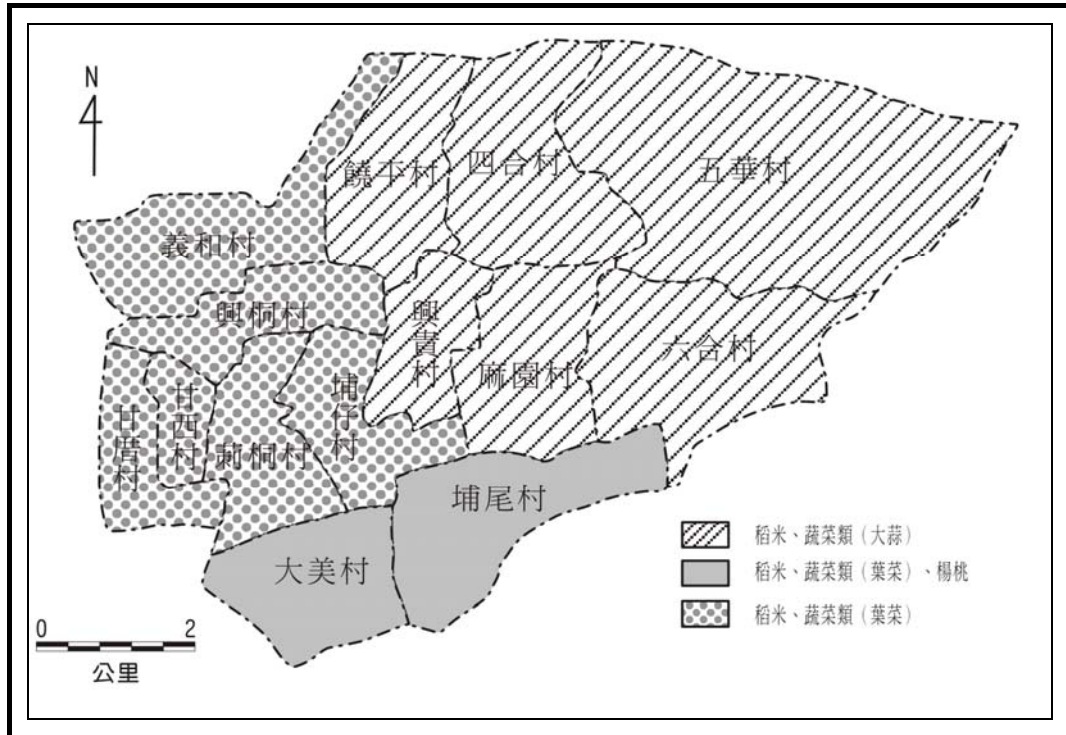 N
饒平村
四合村
五華村
義和村
興桐村
興貴村
麻園村
六合村
甘厝村
甘西村
莿桐村
埔仔村
埔尾村
大美村
稻米、蔬菜類（大蒜）
稻米、蔬菜類（葉菜）、楊桃
稻米、蔬菜類（葉菜）
0 2
公里